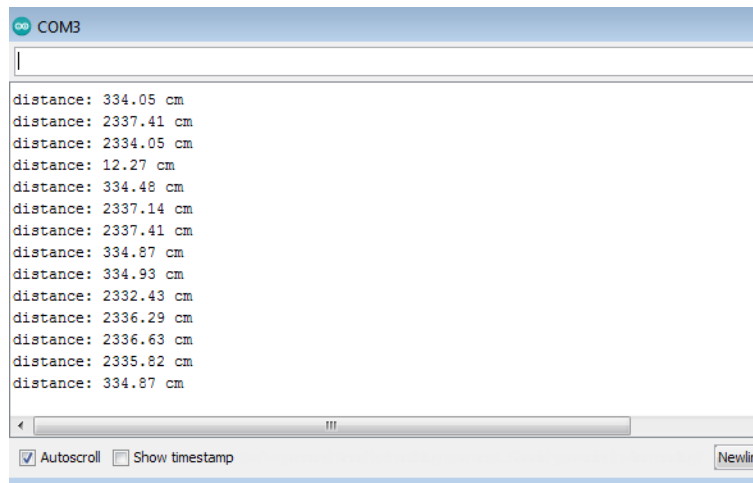 COM3
distance: 334.05 cm
distance: 2337.41 cm
distance: 2334.05 cm
distance: 12.27 cm
distance: 334.48 cm
distance: 2337.14 cm
distance: 2337.41 cm
distance: 334.87 cm
distance: 334.93 cm
distance: 2332.43 cm
distance: 2336.29 cm
distance: 2336.63 cm
distance: 2335.82 cm
distance: 334.87 cm
Autoscroll Show timestamp